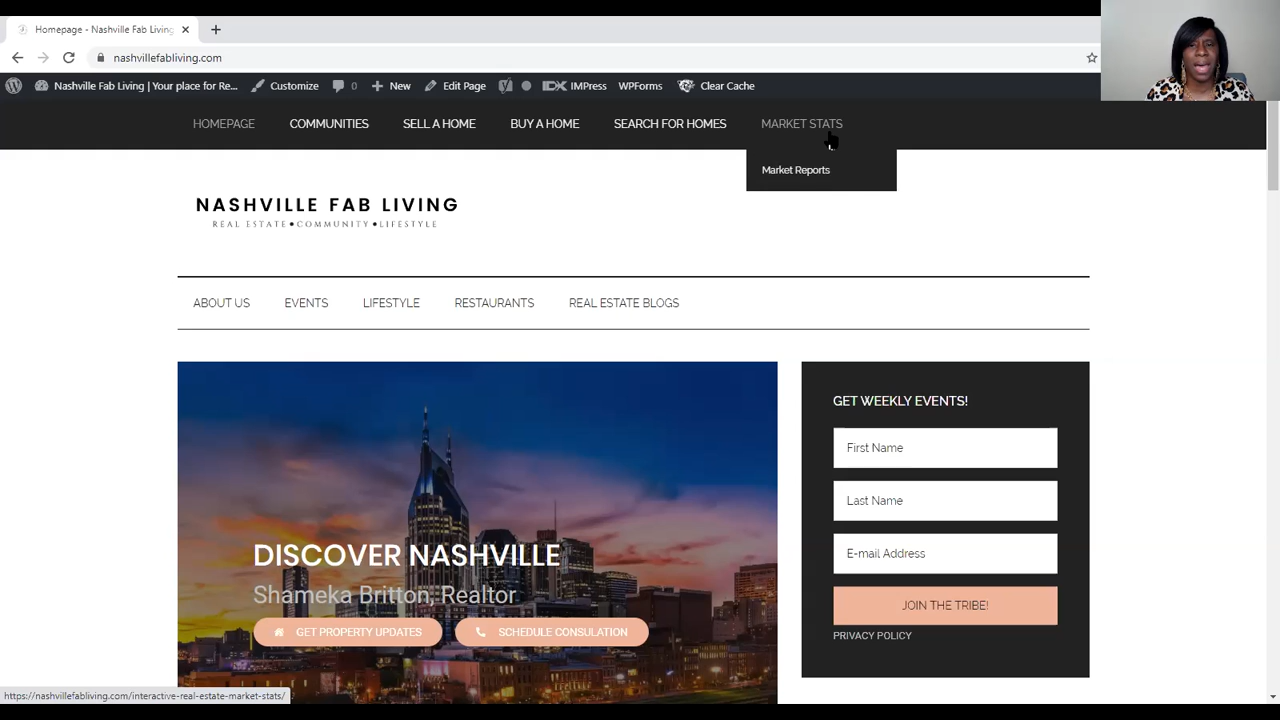 Homepage - Nashville Fab Living
nashvillefabliving.com
Nashville Fab Living | Your place for Re...
Customize
0
New
Edit Page
IMPress
WPForms
Clear Cache
HOMEPAGE
COMMUNITIES
SELL A HOME
BUY A HOME
SEARCH FOR HOMES
MARKET STATS
Market Reports
NASHVILLE FAB LIVING
REAL ESTATE•COMMUNITY•LIFESTYLE
ABOUT US
EVENTS
LIFESTYLE
RESTAURANTS
REAL ESTATE BLOGS
DISCOVER NASHVILLE
Shameka Britton, Realtor
GET PROPERTY UPDATES
SCHEDULE CONSULATION
GET WEEKLY EVENTS!
First Name
Last Name
E-mail Address
JOIN THE TRIBE!
PRIVACY POLICY
https://nashvillefabliving.com/interactive-real-estate-market-stats/